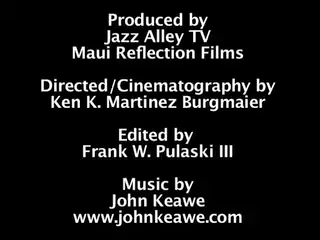 Produced by
Jazz Alley TV
Maui Reflection Films
Directed/Cinematography by
Ken K. Martinez Burgmaier
Edited by
Frank W. Pulaski III
Music by
John Keawe
www.johnkeawe.com